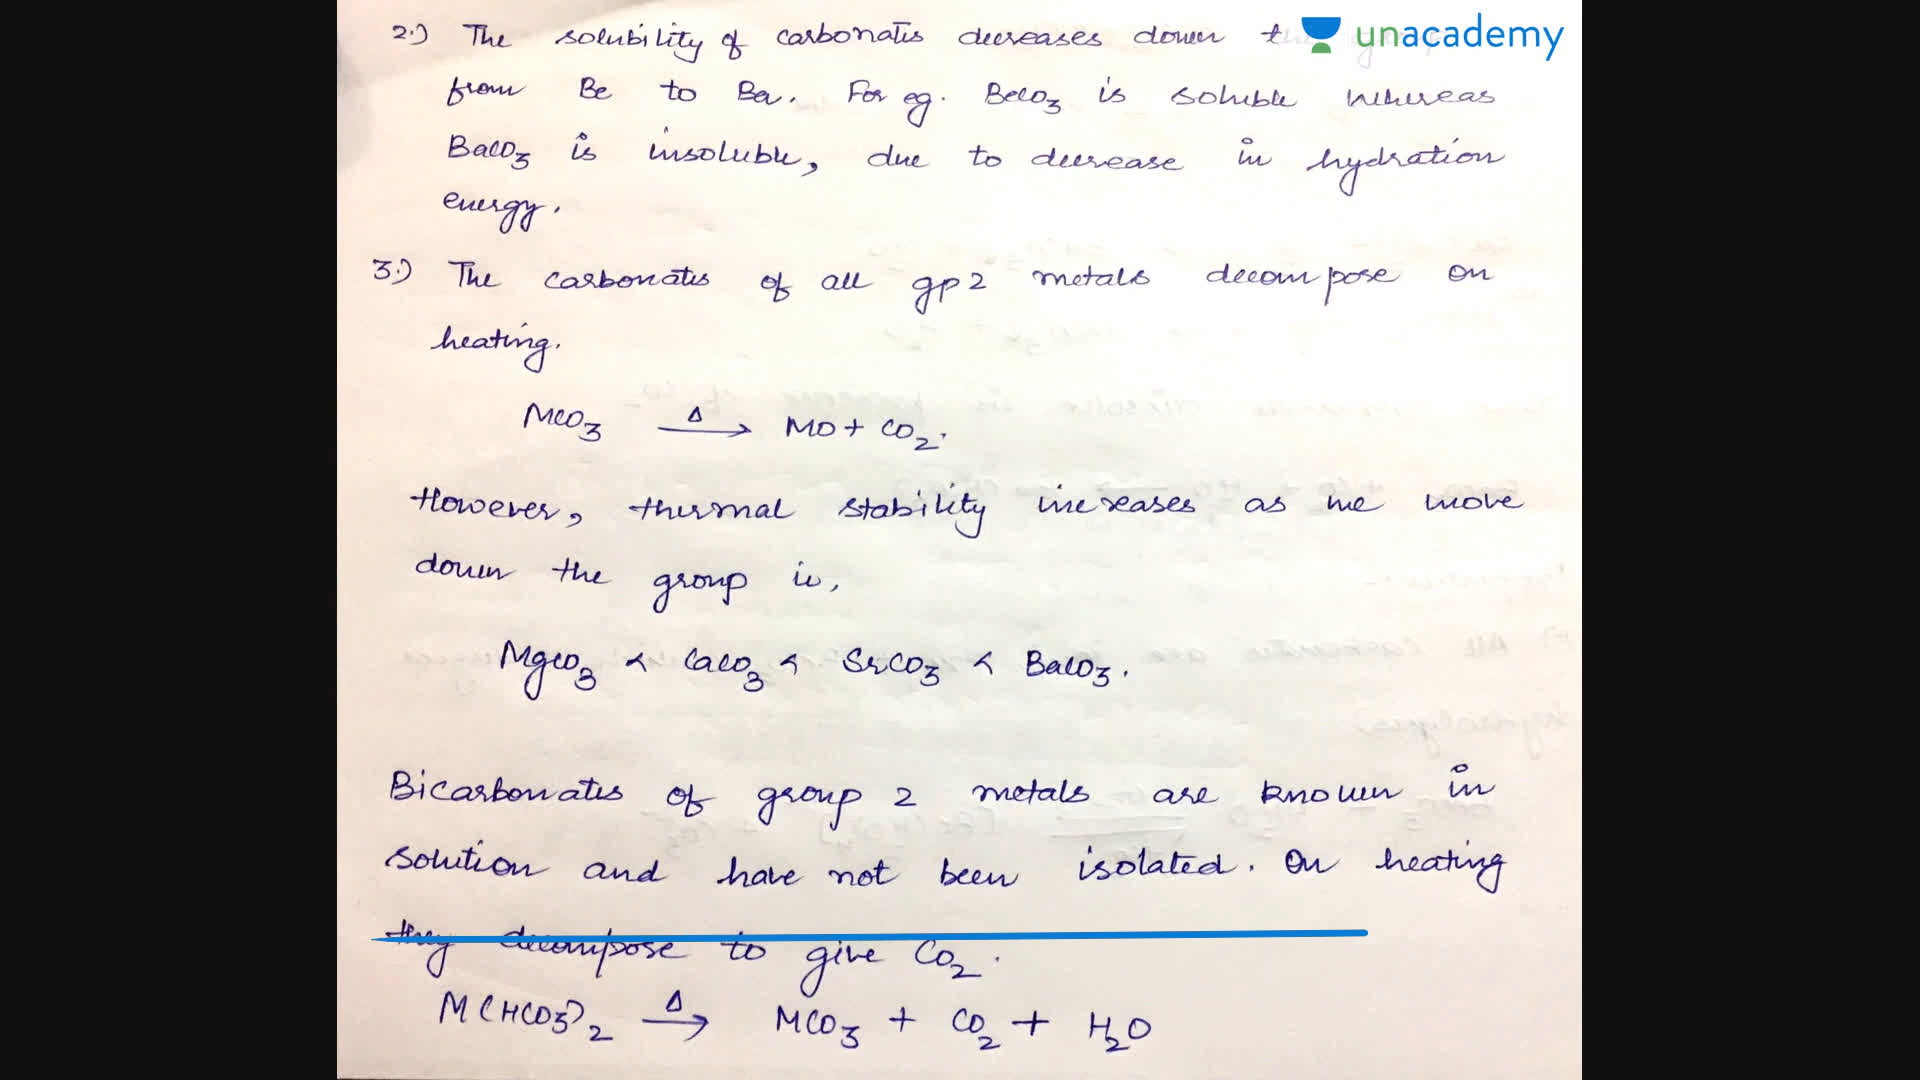 unacademy
2.) The solubility of carbonates decreases down
from Be to Ba. For eg. BeCO3 is soluble whereas
BaCO3 is insoluble, due to decrease in hydration
energy.
3.) The carbonates of all gp 2 metals decompose on
heating.
MCO3 Δ→ MO + CO2.
However, thermal stability increases as we move
down the group ie,
MgCO3 < CaCO3 < SrCO3 < BaCO3.
Bicarbonates of group 2 metals are known in
solution and have not been isolated. On heating
they decompose to give CO2.
M(HCO3)2 Δ→ MCO3 + CO2 + H2O